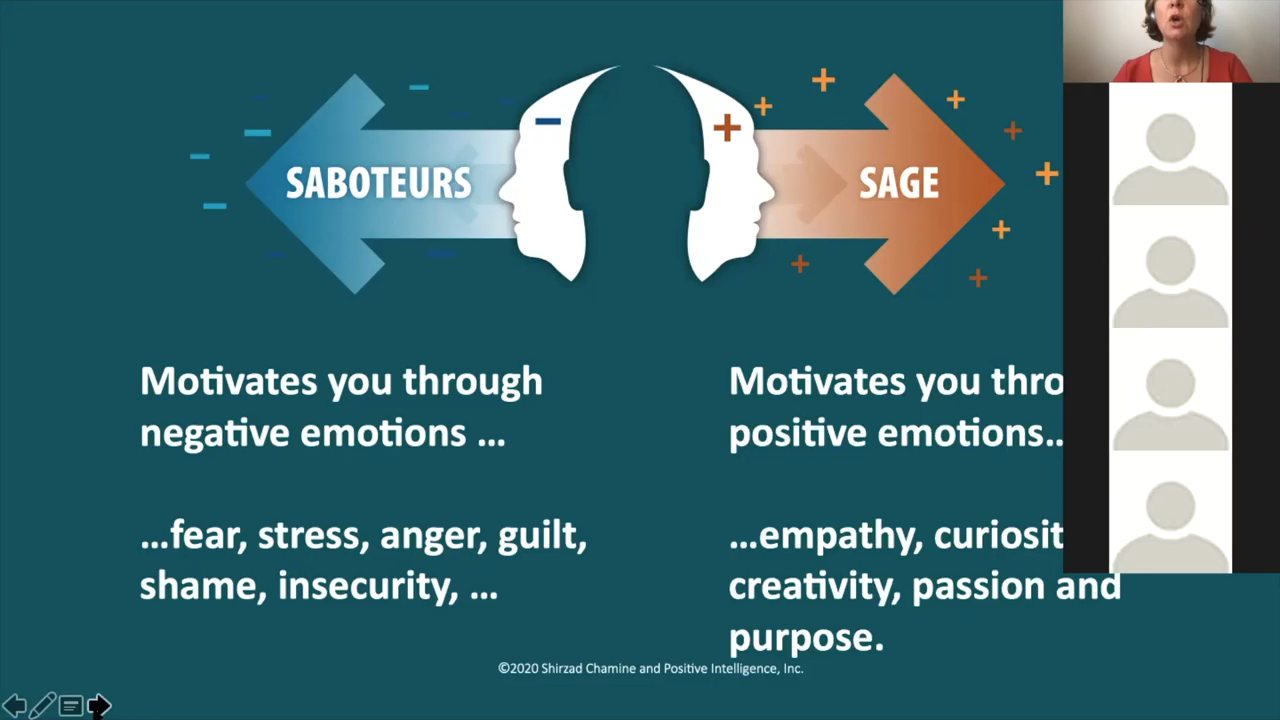 SABOTEURS
SAGE
Motivates you through
negative emotions ...
...fear, stress, anger, guilt,
shame, insecurity, ...
Motivates you thro
positive emotions..
...empathy, curiosit
creativity, passion and
purpose.
©2020 Shirzad Chamine and Positive Intelligence, Inc.